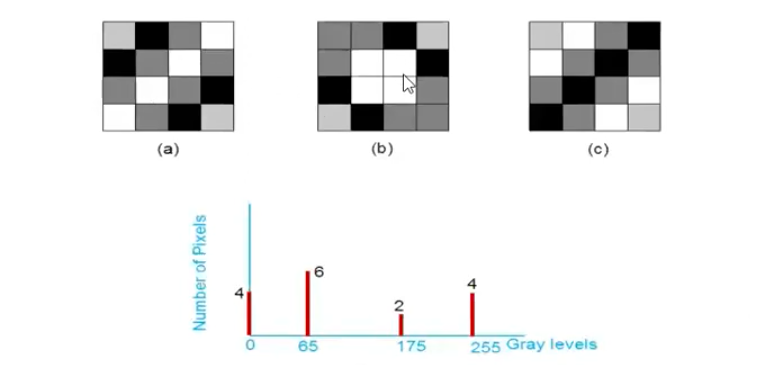 (a) (b) (c)
Number of Pixels
4 6 2 4
0 65 175 255 Gray levels